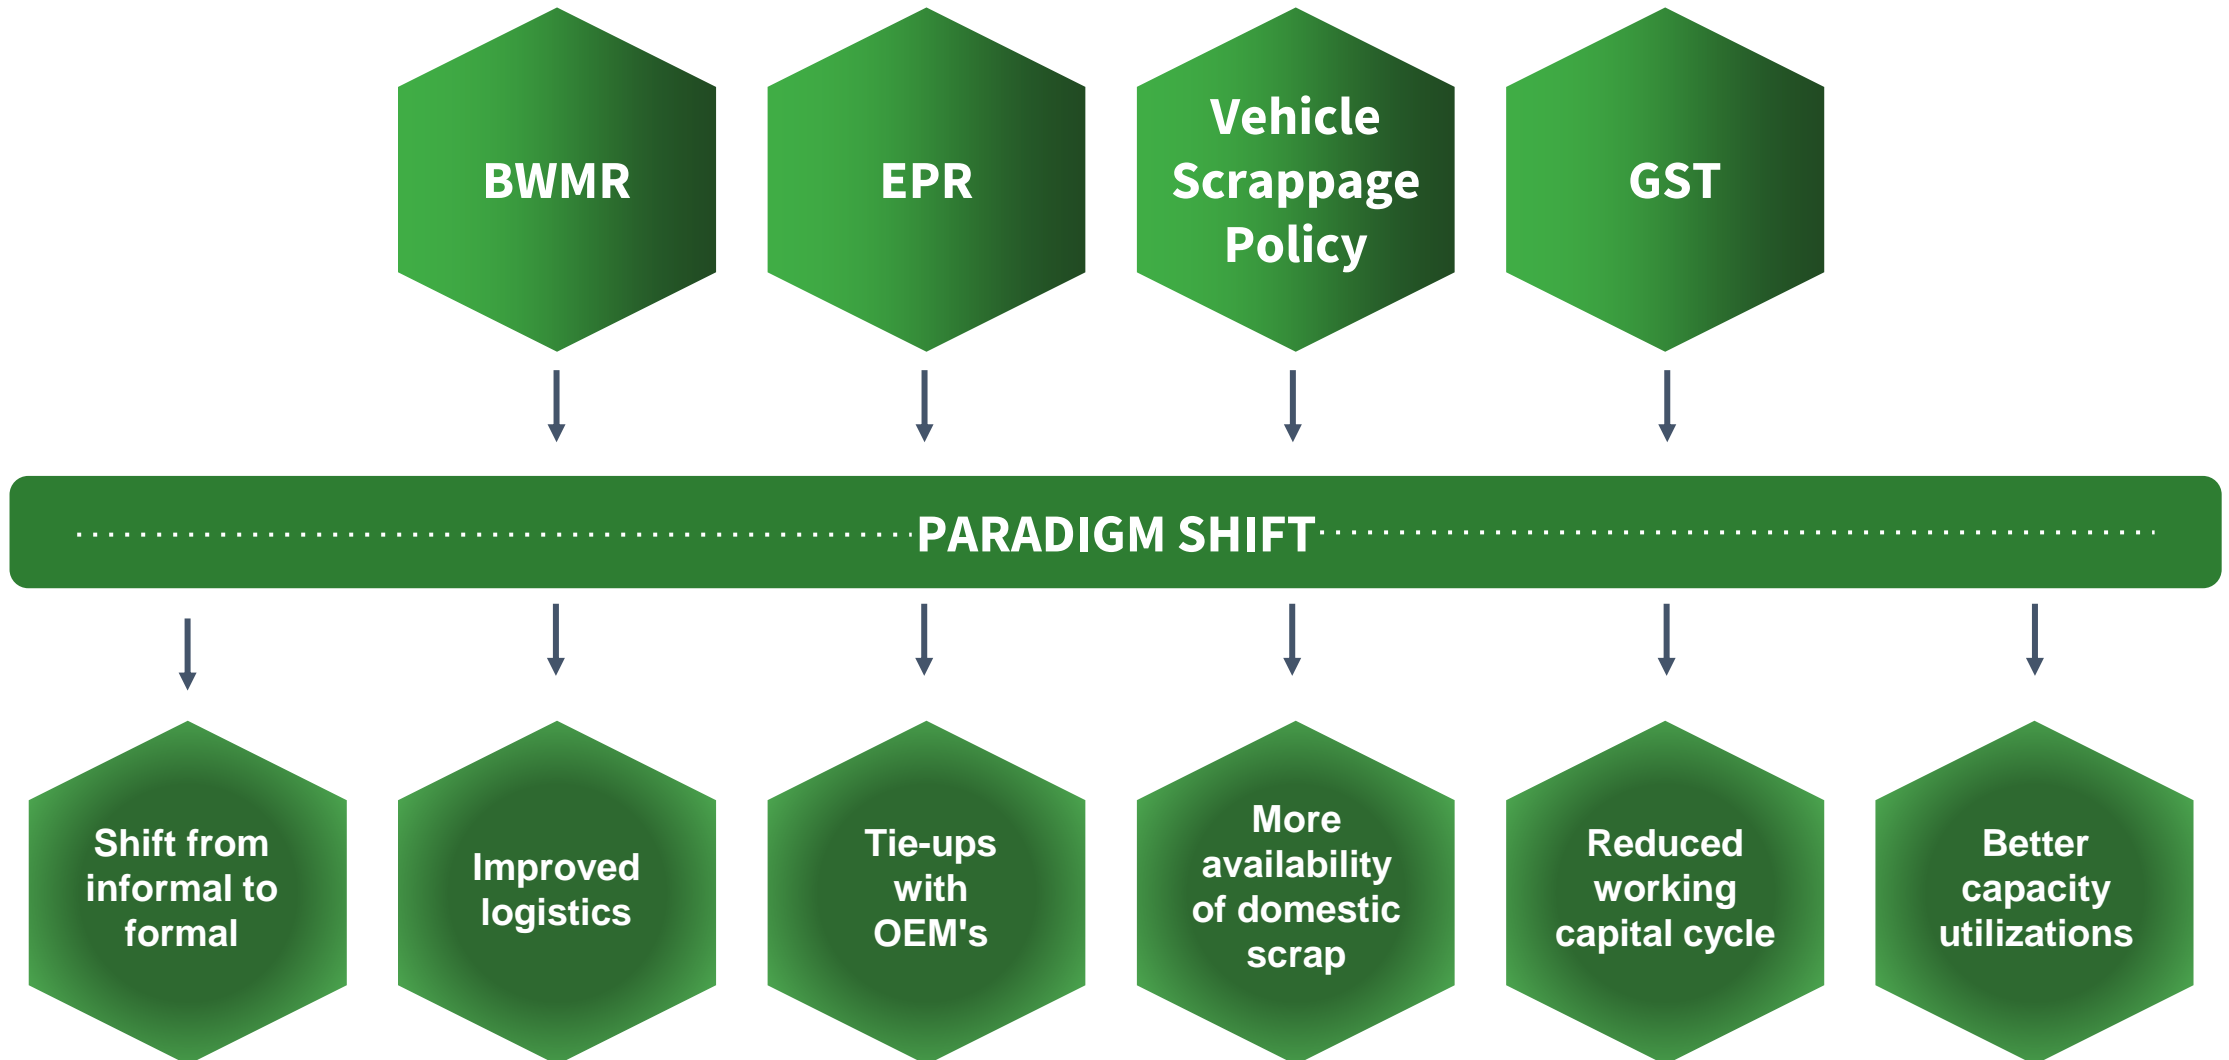 BWMR
EPR
Vehicle
Scrappage
Policy
GST
PARADIGM SHIFT
Shift from
informal to
formal
Improved
logistics
Tie-ups
with
OEM's
More
availability
of domestic
scrap
Reduced
working
capital cycle
Better
capacity
utilizations